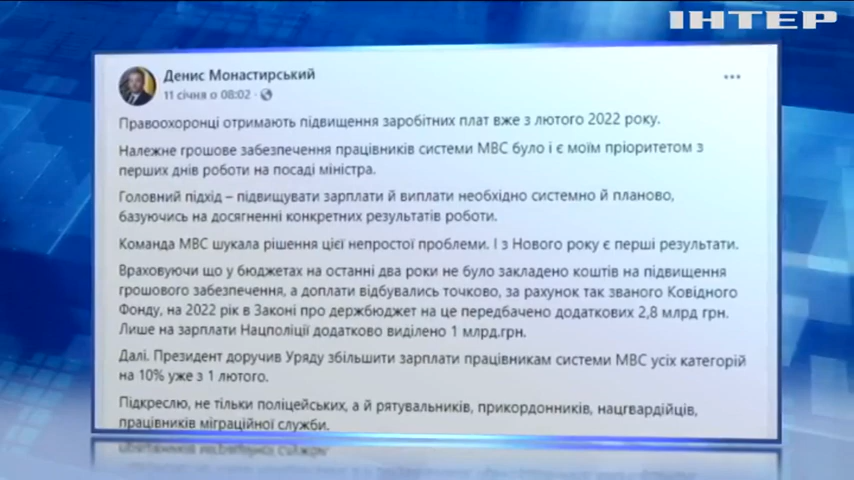 ІНТЕР
Денис Монастирський
11 січня о 08:02 ·
Правоохоронці отримають підвищення заробітних плат вже з лютого 2022 року.
Належне грошове забезпечення працівників системи МВС було і є моїм пріоритетом з
перших днів роботи на посаді міністра.
Головний підхід – підвищувати зарплати й виплати необхідно системно й планово,
базуючись на досягненні конкретних результатів роботи.
Команда МВС шукала рішення цієї непростої проблеми. І з Нового року є перші результати.
Враховуючи що у бюджетах на останні два роки не було закладено коштів на підвищення
грошового забезпечення, а доплати відбувались точково, за рахунок так званого Ковідного
Фонду, на 2022 рік в Законі про держбюджет на це передбачено додаткових 2,8 млрд грн.
Лише на зарплати Нацполіції додатково виділено 1 млрд.грн.
Далі. Президент доручив Уряду збільшити зарплати працівникам системи МВС усіх категорій
на 10% уже з 1 лютого.
Підкреслю, не тільки поліцейських, а й рятувальників, прикордонників, нацгвардійців,
працівників міграційної служби.